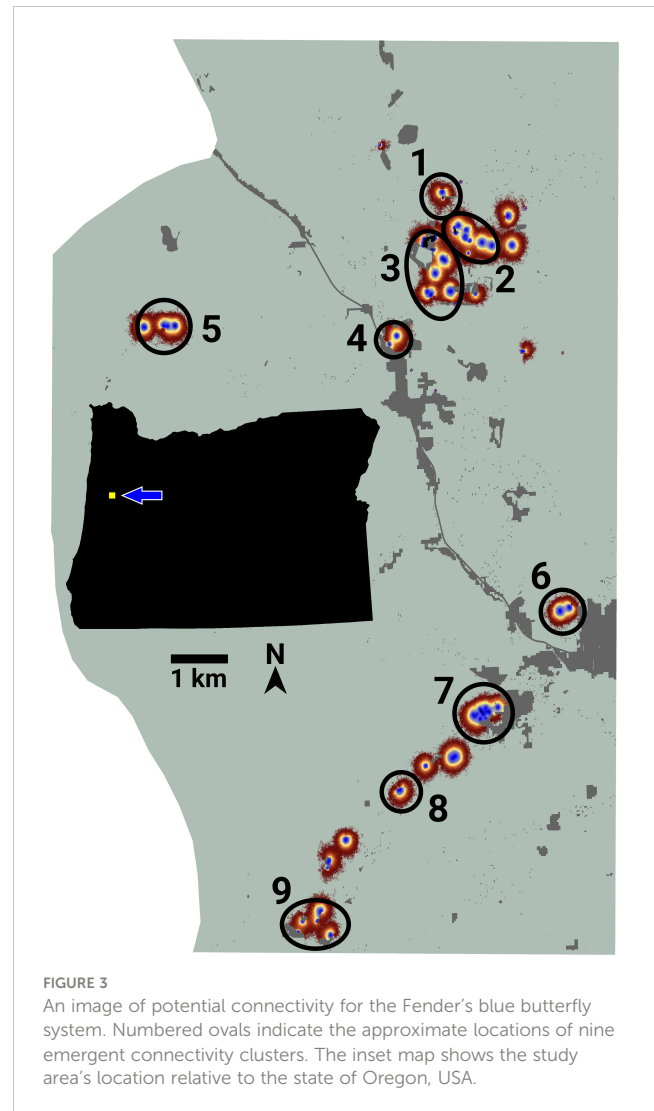 1
2
3
4
5
6
N
1 km
7
8
9
FIGURE 3
An image of potential connectivity for the Fender's blue butterfly
system. Numbered ovals indicate the approximate locations of nine
emergent connectivity clusters. The inset map shows the study
area's location relative to the state of Oregon, USA.